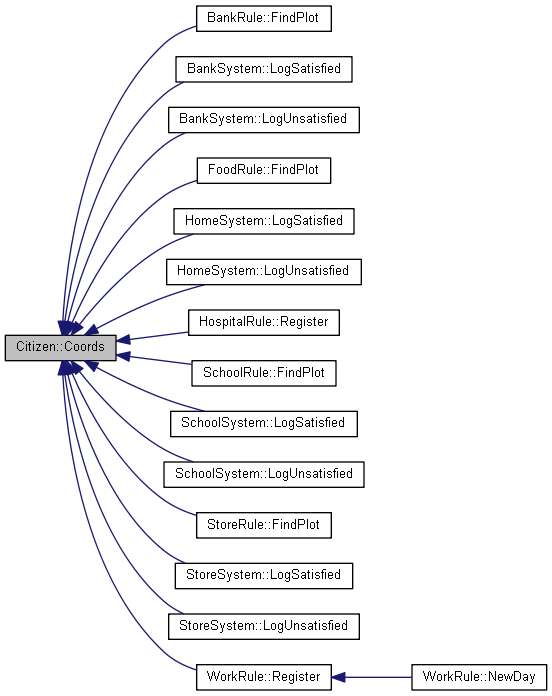 BankRule::FindPlot
BankSystem::LogSatisfied
BankSystem::LogUnsatisfied
FoodRule::FindPlot
HomeSystem::LogSatisfied
HomeSystem::LogUnsatisfied
HospitalRule::Register
Citizen::Coords
SchoolRule::FindPlot
SchoolSystem::LogSatisfied
SchoolSystem::LogUnsatisfied
StoreRule::FindPlot
StoreSystem::LogSatisfied
StoreSystem::LogUnsatisfied
WorkRule::Register
WorkRule::NewDay